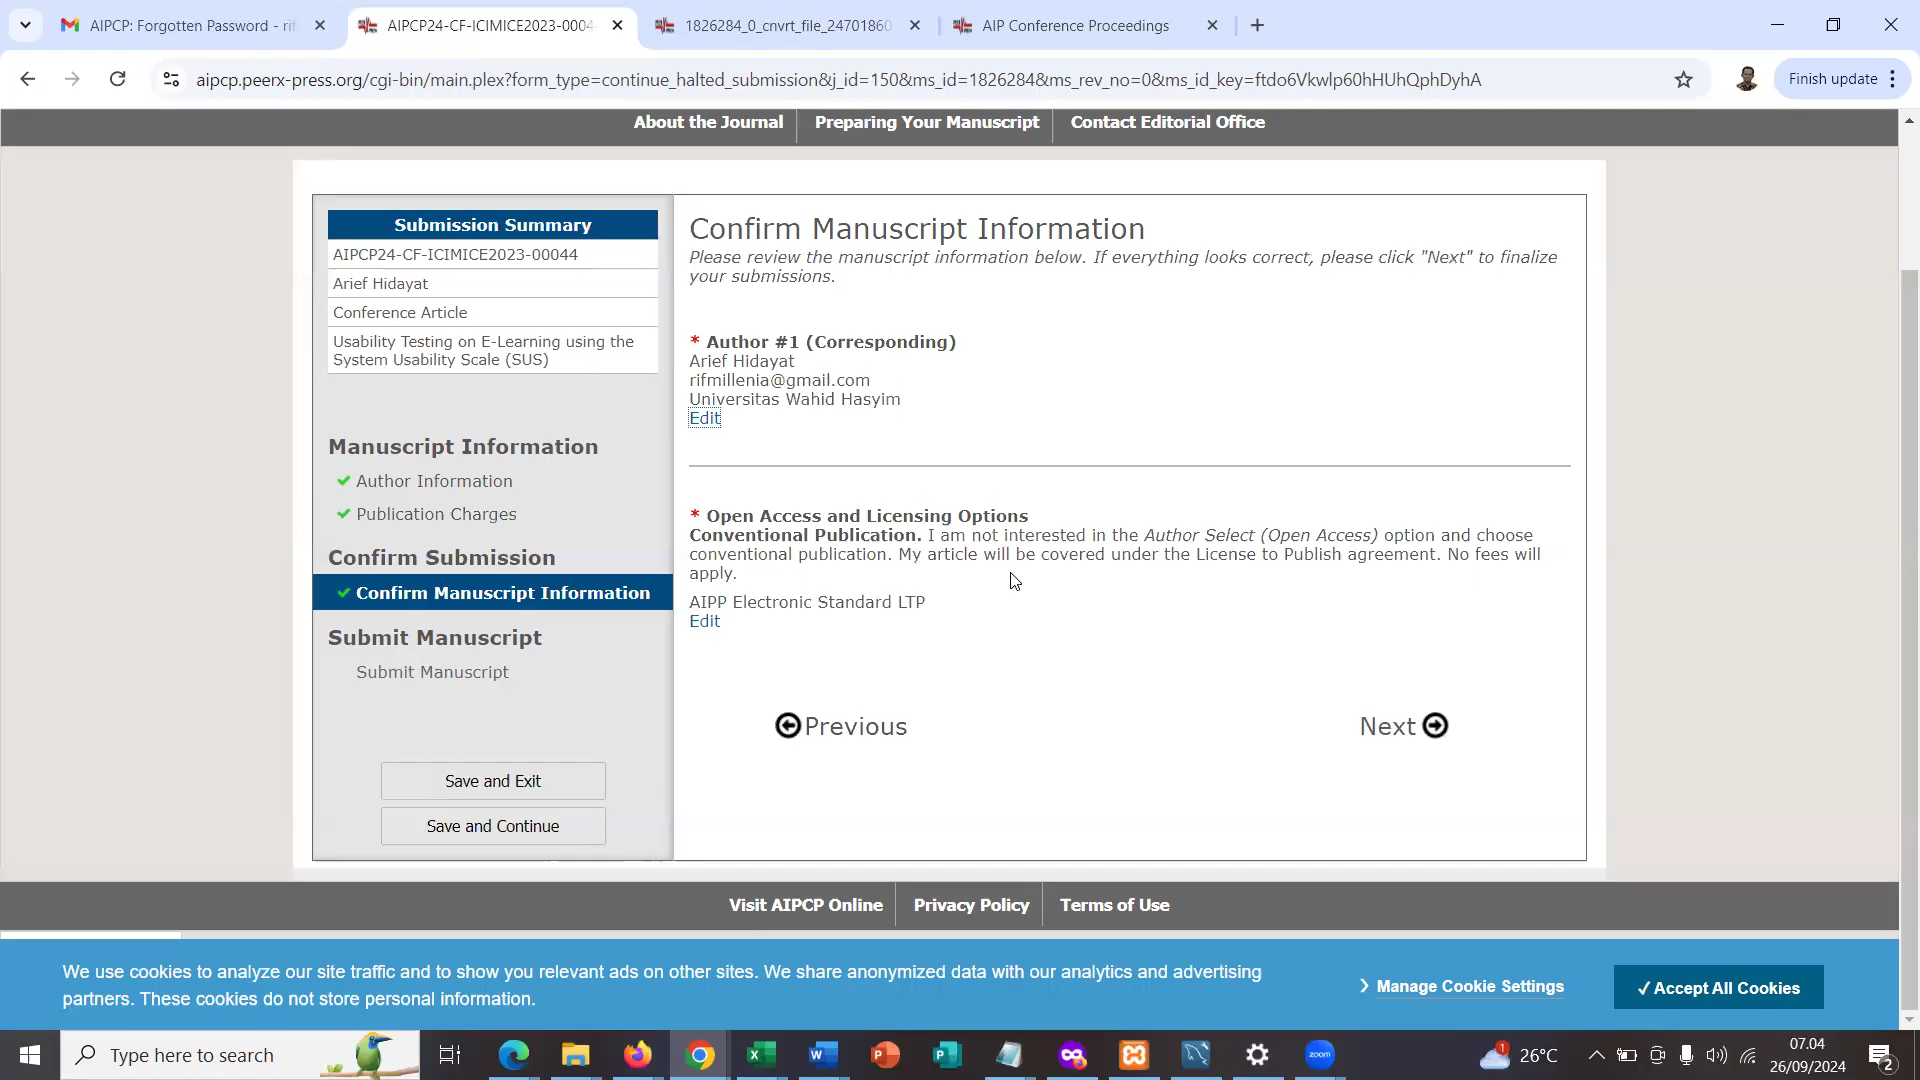 AIPCP: Forgotten Password - rif
AIPCP24-CF-ICIMICE2023-0004
1826284_0_cnvrt_file_24701860
AIP Conference Proceedings
aipcp.peerx-press.org/cgi-bin/main.plex?form_type=continue_halted_submission&j_id=150&ms_id=1826284&ms_rev_no=0&ms_id_key=ftdo6Vkwlp60hHUhQphDyhA
Finish update
About the Journal
Preparing Your Manuscript
Contact Editorial Office
Submission Summary
AIPCP24-CF-ICIMICE2023-00044
Arief Hidayat
Conference Article
Usability Testing on E-Learning using the
System Usability Scale (SUS)
Manuscript Information
Author Information
Publication Charges
Confirm Submission
Confirm Manuscript Information
Submit Manuscript
Submit Manuscript
Save and Exit
Save and Continue
Confirm Manuscript Information
Please review the manuscript information below. If everything looks correct, please click "Next" to finalize
your submissions.
* Author #1 (Corresponding)
Arief Hidayat
rifmillenia@gmail.com
Universitas Wahid Hasyim
Edit
* Open Access and Licensing Options
Conventional Publication. I am not interested in the Author Select (Open Access) option and choose
conventional publication. My article will be covered under the License to Publish agreement. No fees will
apply.
AIPP Electronic Standard LTP
Edit
Previous
Next
Visit AIPCP Online
Privacy Policy
Terms of Use
We use cookies to analyze our site traffic and to show you relevant ads on other sites. We share anonymized data with our analytics and advertising
partners. These cookies do not store personal information.
Manage Cookie Settings
✓ Accept All Cookies
Type here to search
zoom
1
26°C
07.04
26/09/2024
2